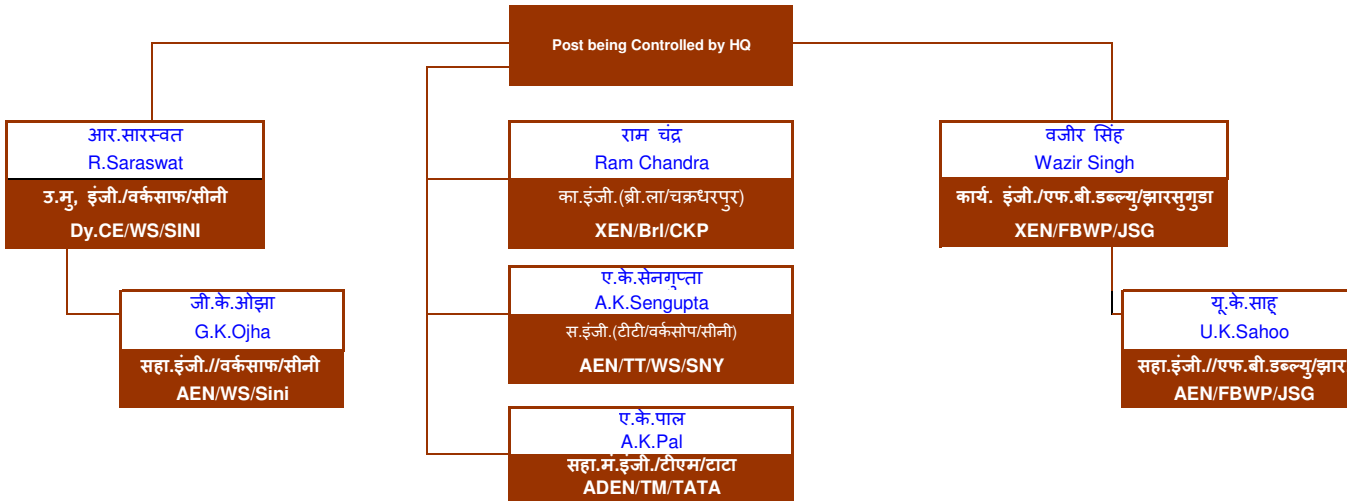 Post being Controlled by HQ
आर.सारस्वत
R.Saraswat
उ.मु, इंजी./वर्कसाफ/सीनी
Dy.CE/WS/SINI
जी.के.ओझा
G.K.Ojha
सहा.इंजी.//वर्कसाफ/सीनी
AEN/WS/Sini
राम चंद्र
Ram Chandra
का.इंजी.(ब्री.ला/चक्रधरपुर)
XEN/Brl/CKP
ए.के.सेनगुप्ता
A.K.Sengupta
स.इंजी.(टीटी/वर्कसोप/सीनी)
AEN/TT/WS/SNY
ए.के.पाल
A.K.Pal
सहा.मं.इंजी./टीएम/टाटा
ADEN/TM/TATA
वजीर सिंह
Wazir Singh
कार्य. इंजी./एफ.बी.डब्ल्यु/झारसुगुडा
XEN/FBWP/JSG
यू.के.साहू
U.K.Sahoo
सहा.इंजी.//एफ.बी.डब्ल्यु/झार
AEN/FBWP/JSG